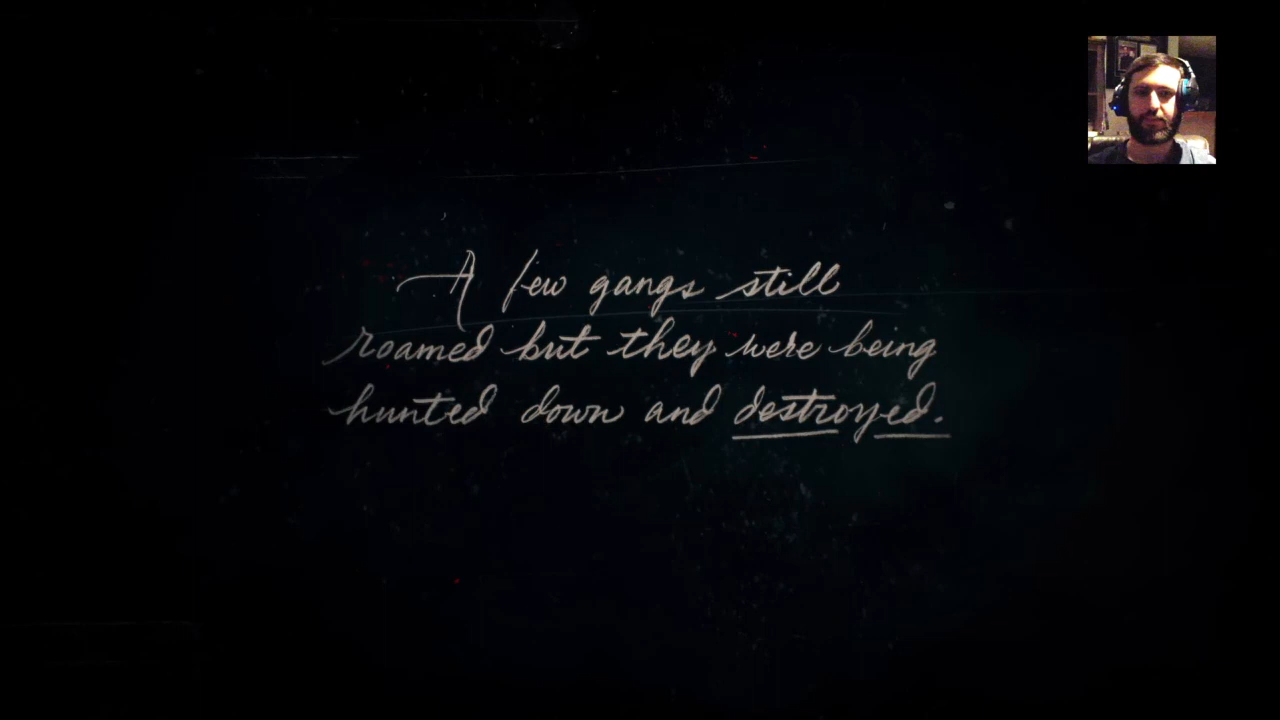 A few gangs still
roamed but they were being
hunted down and destroyed.